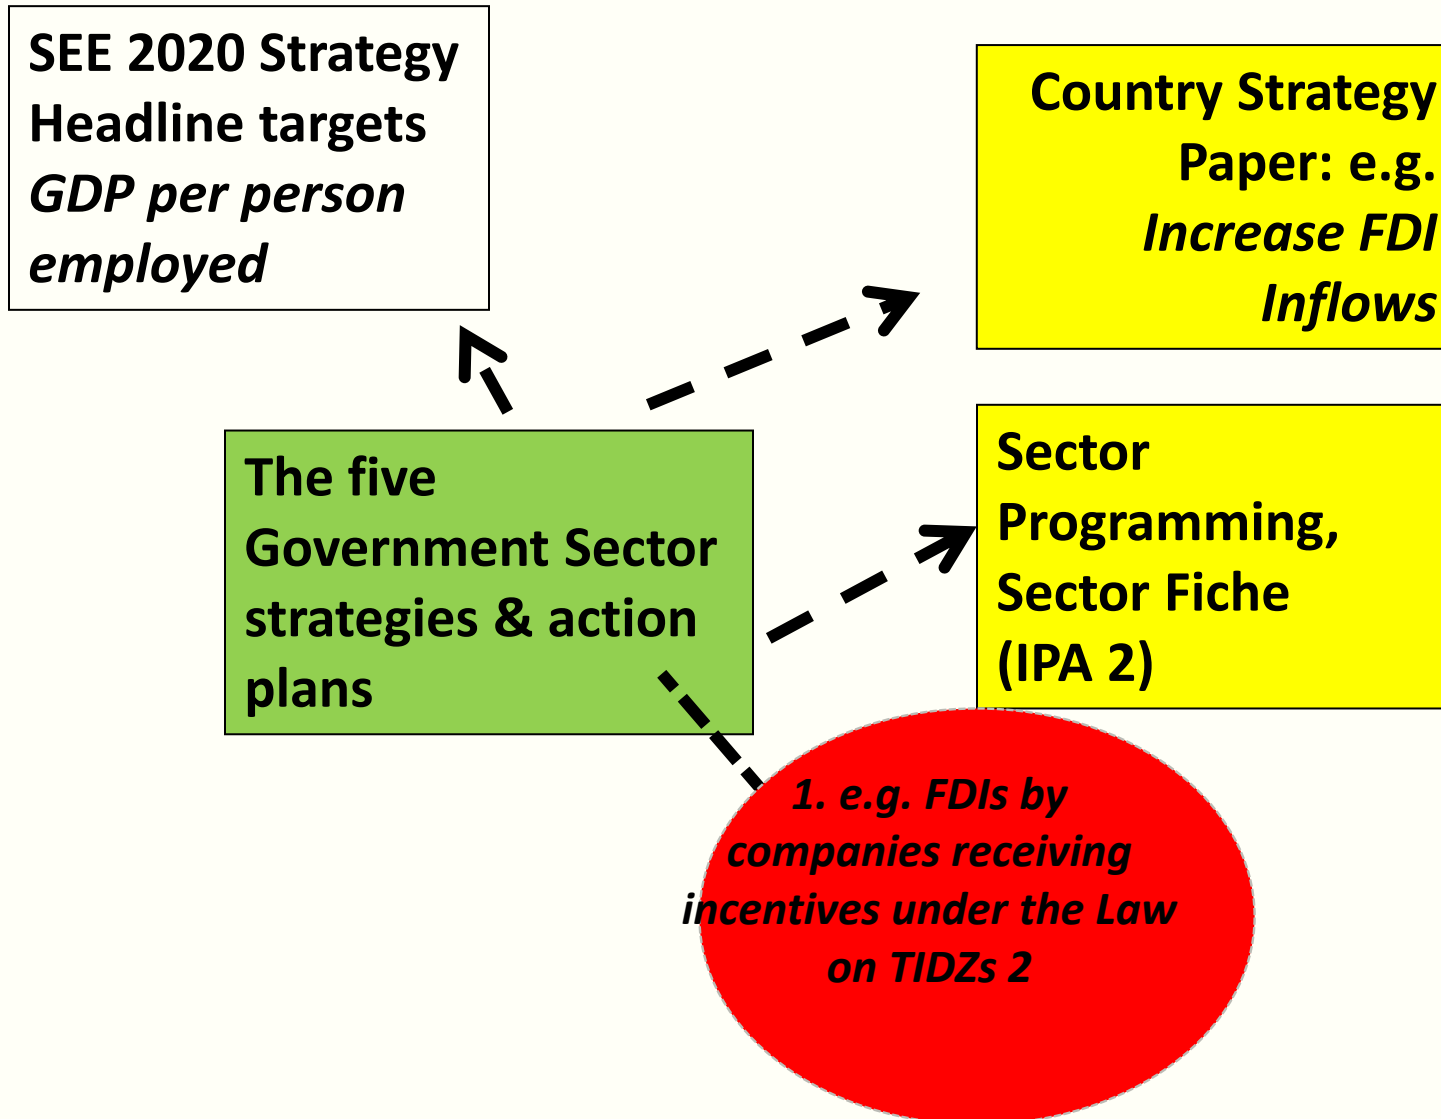 SEE 2020 Strategy
Headline targets
GDP per person
employed
Country Strategy
Paper: e.g.
Increase FDI
Inflows
The five
Government Sector
strategies & action
plans
Sector
Programming,
Sector Fiche
(IPA 2)
1. e.g. FDIs by
companies receiving
incentives under the Law
on TIDZs 2